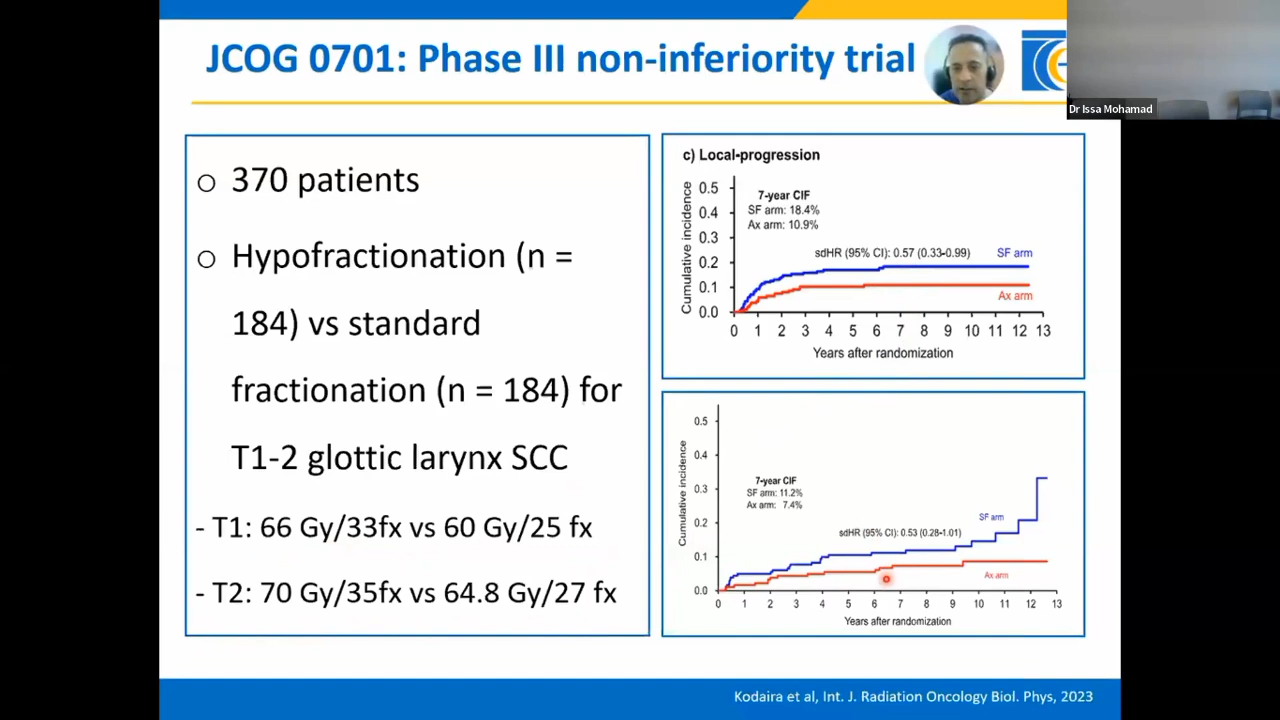 JCOG 0701: Phase III non-inferiority trial
Dr Issa Mohamad
o 370 patients
o Hypofractionation (n =
184) vs standard
fractionation (n = 184) for
T1-2 glottic larynx SCC
- T1: 66 Gy/33fx vs 60 Gy/25 fx
- T2: 70 Gy/35fx vs 64.8 Gy/27 fx
c) Local-progression
Cumulative incidence
0.5
0.4
0.3
0.2
0.1
0.0
7-year CIF
SF arm: 18.4%
Ax arm: 10.9%
sdHR (95% CI): 0.57 (0.33-0.99)
SF arm
Ax arm
0 1 2 3 4 5 6 7 8 9 10 11 12 13
Years after randomization
Cumulative incidence
0.5
0.4
0.3
0.2
0.1
0.0
7-year CIF
SF arm: 11.2%
Ax arm: 7.4%
SF arm
sdHR (95% CI): 0.53 (0.28-1.01)
Ax arm
0 1 2 3 4 5 6 7 8 9 10 11 12 13
Years after randomization
Kodaira et al, Int. J. Radiation Oncology Biol. Phys, 2023